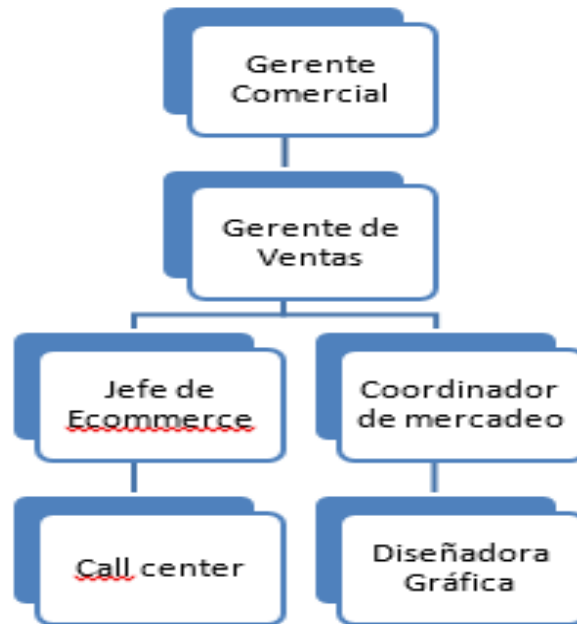 Gerente
Comercial
Gerente de
Ventas
Jefe de
Ecommerce
Coordinador
de mercadeo
Call center
Diseñadora
Gráfica